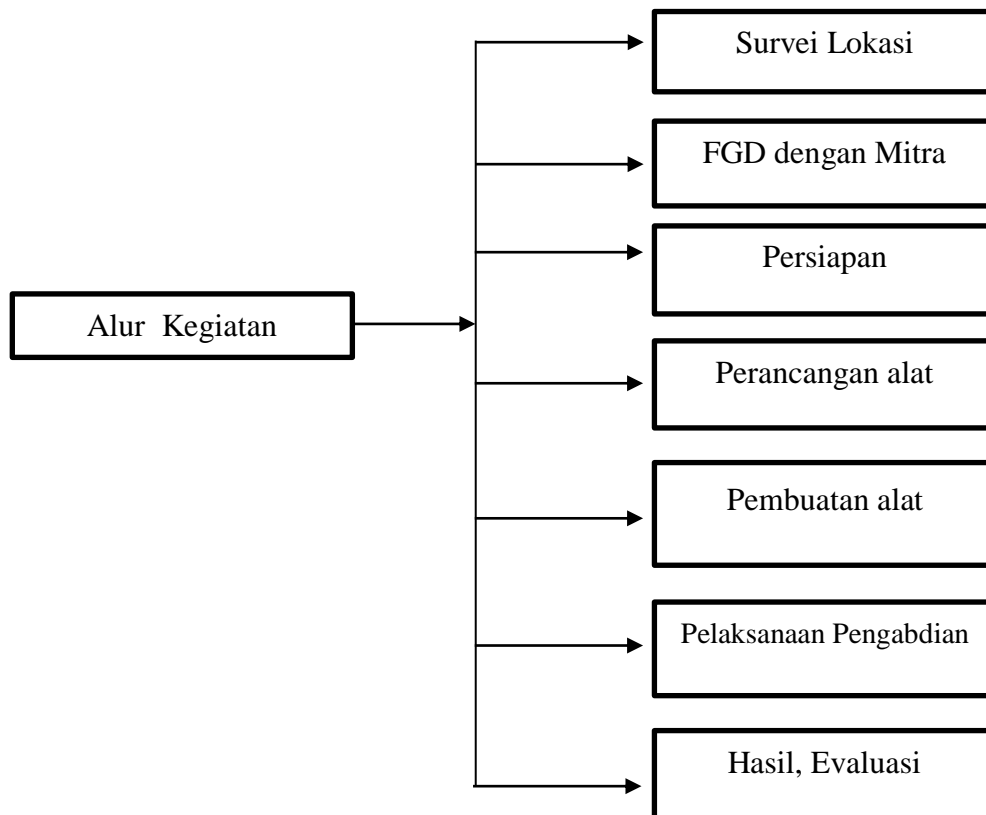 Survei Lokasi
FGD dengan Mitra
Persiapan
Alur Kegiatan
Perancangan alat
Pembuatan alat
Pelaksanaan Pengabdian
Hasil, Evaluasi